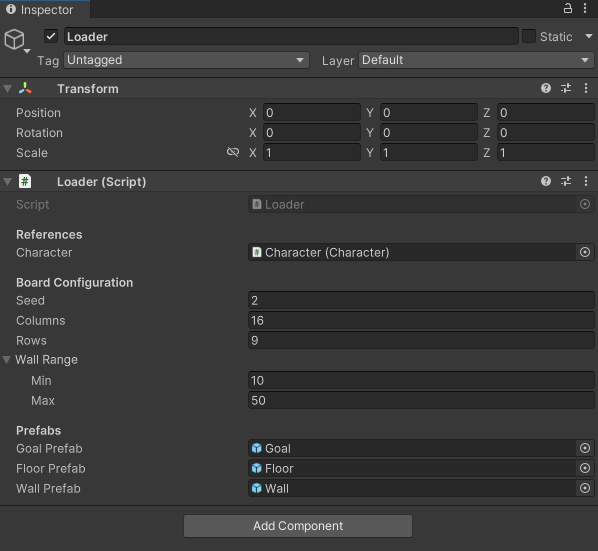 Inspector
Loader Static
Tag Untagged Layer Default
Transform
Position X 0 Y 0 Z 0
Rotation X 0 Y 0 Z 0
Scale X 1 Y 1 Z 1
# Loader (Script)
Script # Loader
References
Character # Character (Character)
Board Configuration
Seed 2
Columns 16
Rows 9
Wall Range
Min 10
Max 50
Prefabs
Goal Prefab Goal
Floor Prefab Floor
Wall Prefab Wall
Add Component